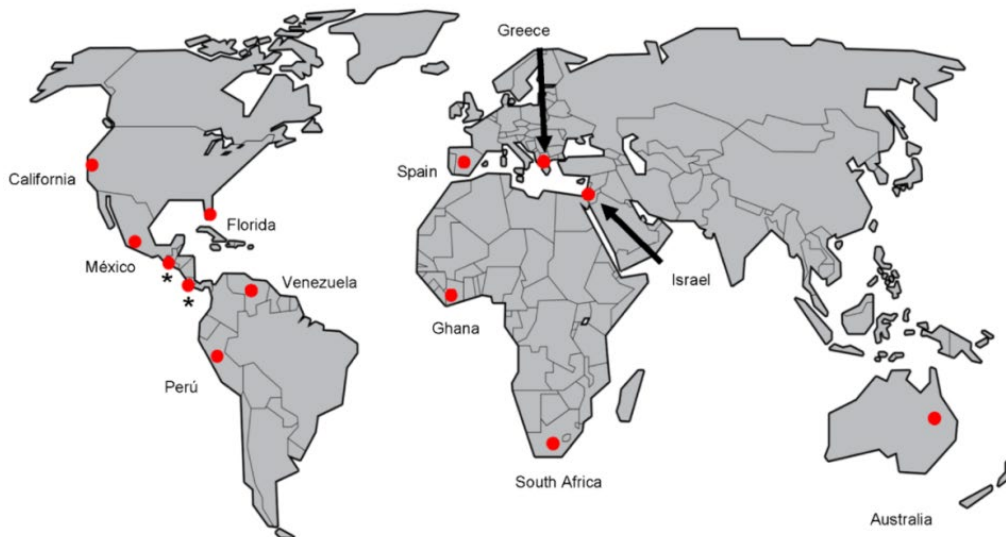 Greece
Spain
California
Florida
México
*
*
Venezuela
Israel
Ghana
Perú
South Africa
Australia